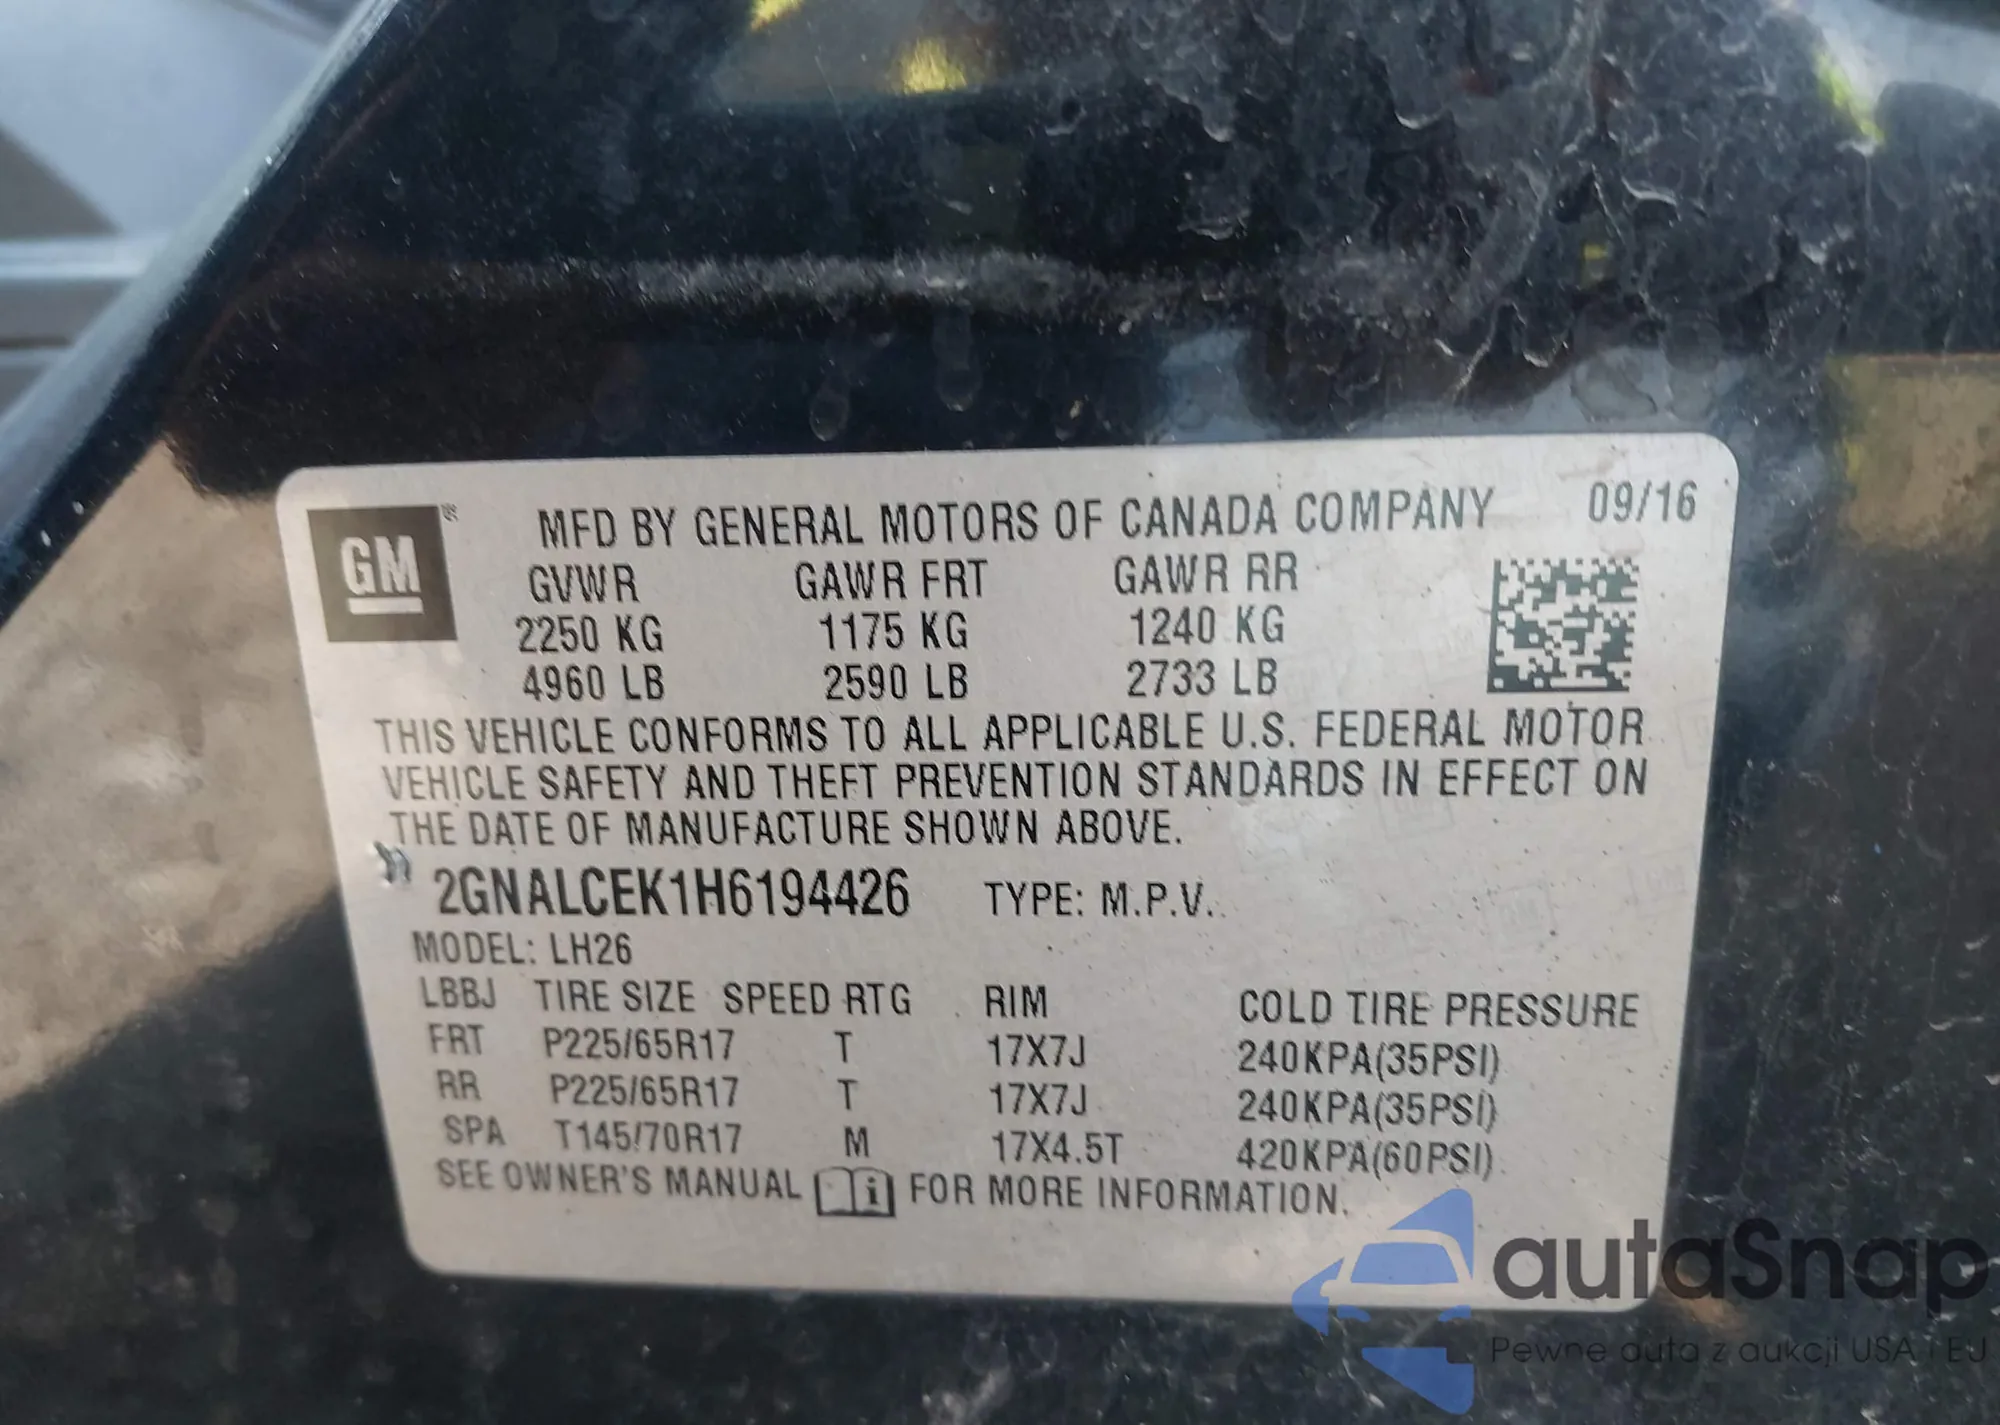 GM
MFD BY GENERAL MOTORS OF CANADA COMPANY 09/16
GVWR GAWR FRT GAWR RR
2250 KG 1175 KG 1240 KG
4960 LB 2590 LB 2733 LB
THIS VEHICLE CONFORMS TO ALL APPLICABLE U.S. FEDERAL MOTOR
VEHICLE SAFETY AND THEFT PREVENTION STANDARDS IN EFFECT ON
THE DATE OF MANUFACTURE SHOWN ABOVE.
2GNALCEK1H6194426 TYPE: M.P.V.
MODEL: LH26
LBBJ TIRE SIZE SPEED RTG RIM COLD TIRE PRESSURE
FRT P225/65R17 T 17X7J 240KPA(35PSI)
RR P225/65R17 T 17X7J 240KPA(35PSI)
SPA T145/70R17 M 17X4.5T 420KPA(60PSI)
SEE OWNER'S MANUAL i FOR MORE INFORMATION.
autaSnap
Pewne auta z aukcji USA i EU